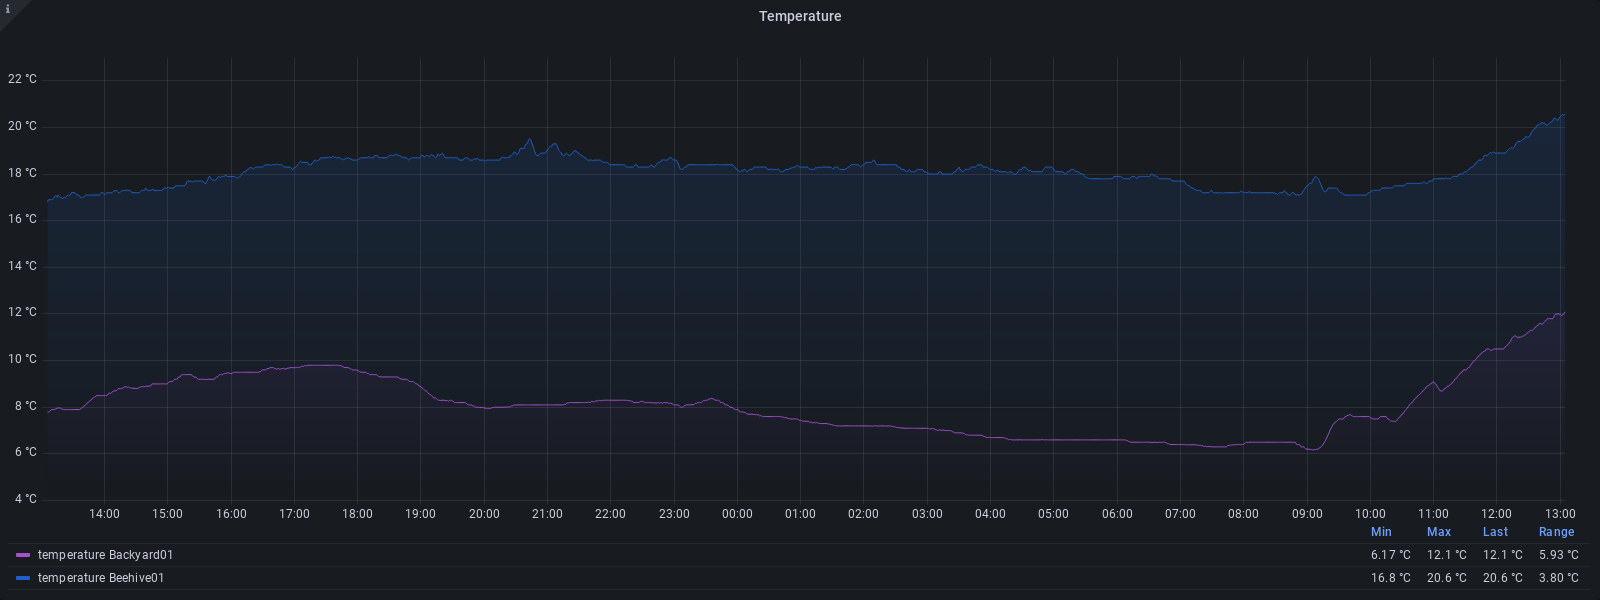 i
Temperature
22 °C
20 °C
18 °C
16 °C
14 °C
12 °C
10 °C
8 °C
6 °C
4 °C
14:00 15:00 16:00 17:00 18:00 19:00 20:00 21:00 22:00 23:00 00:00 01:00 02:00 03:00 04:00 05:00 06:00 07:00 08:00 09:00 10:00 11:00 12:00 13:00
Min Max Last Range
temperature Backyard01 6.17 °C 12.1 °C 12.1 °C 5.93 °C
temperature Beehive01 16.8 °C 20.6 °C 20.6 °C 3.80 °C